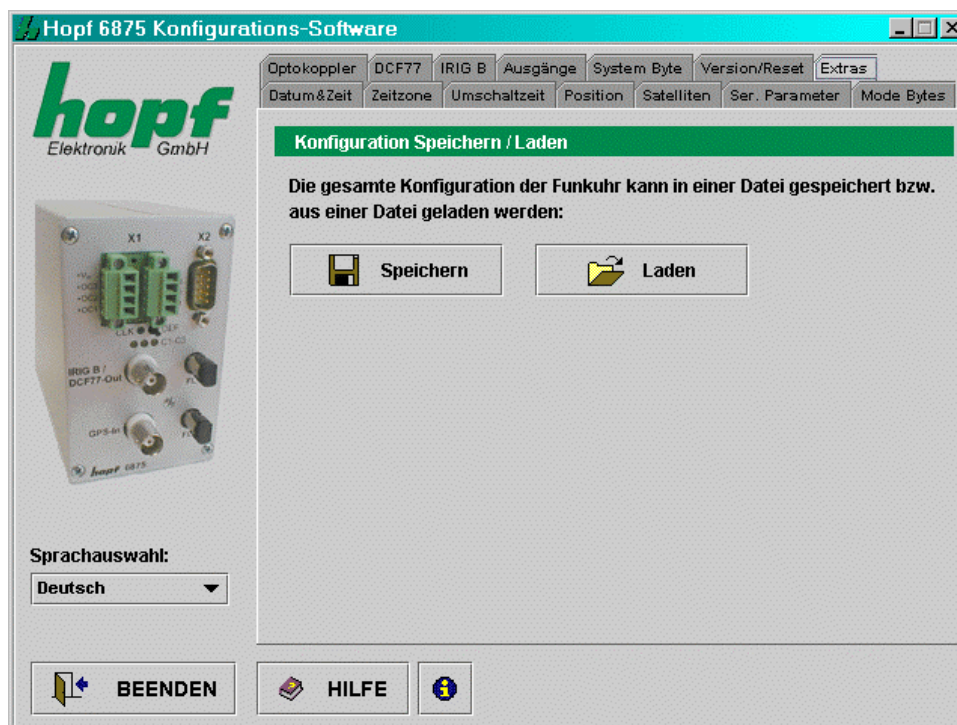 Hopf 6875 Konfigurations-Software
hopf
Elektronik GmbH
Optokoppler DCF77 IRIG B Ausgänge System Byte Version/Reset Extras
Datum&Zeit Zeitzone Umschaltzeit Position Satelliten Ser. Parameter Mode Bytes
Konfiguration Speichern / Laden
Die gesamte Konfiguration der Funkuhr kann in einer Datei gespeichert bzw.
aus einer Datei geladen werden:
Speichern Laden
X1 X2
CLK
C1-C3
IRIG B /
DCF77-Out
GPS-In
hopf 6875
Sprachauswahl:
Deutsch
BEENDEN HILFE